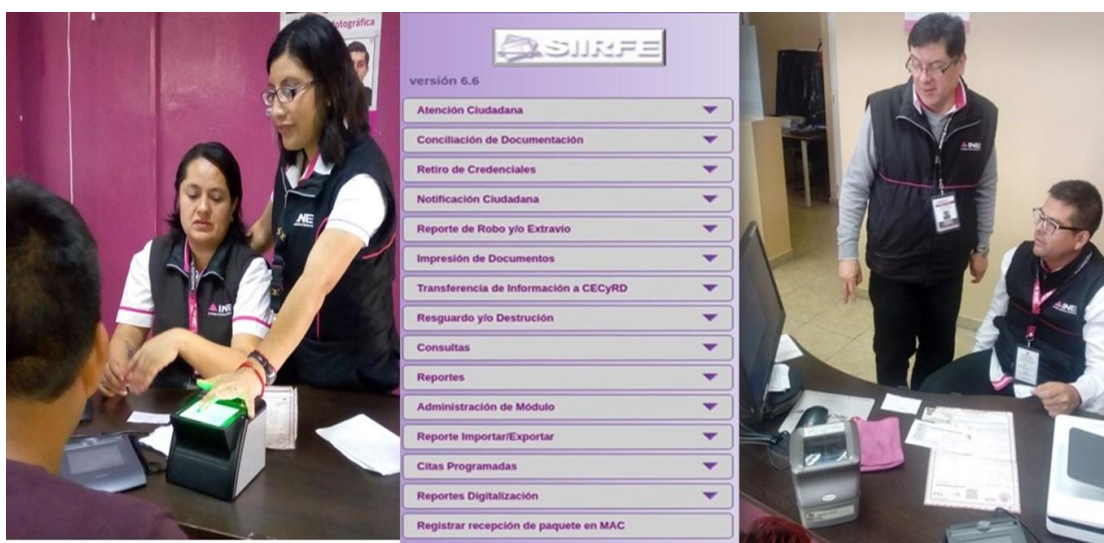 fotográfica
INE
INE
SIIRFE
versión 6.6
Atención Ciudadana
Conciliación de Documentación
Retiro de Credenciales
Notificación Ciudadana
Reporte de Robo y/o Extravio
Impresión de Documentos
Transferencia de Información a CECyRD
Resguardo y/o Destrución
Consultas
Reportes
Administración de Módulo
Reporte Importar/Exportar
Citas Programadas
Reportes Digitalización
Registrar recepción de paquete en MAC
INE
INE